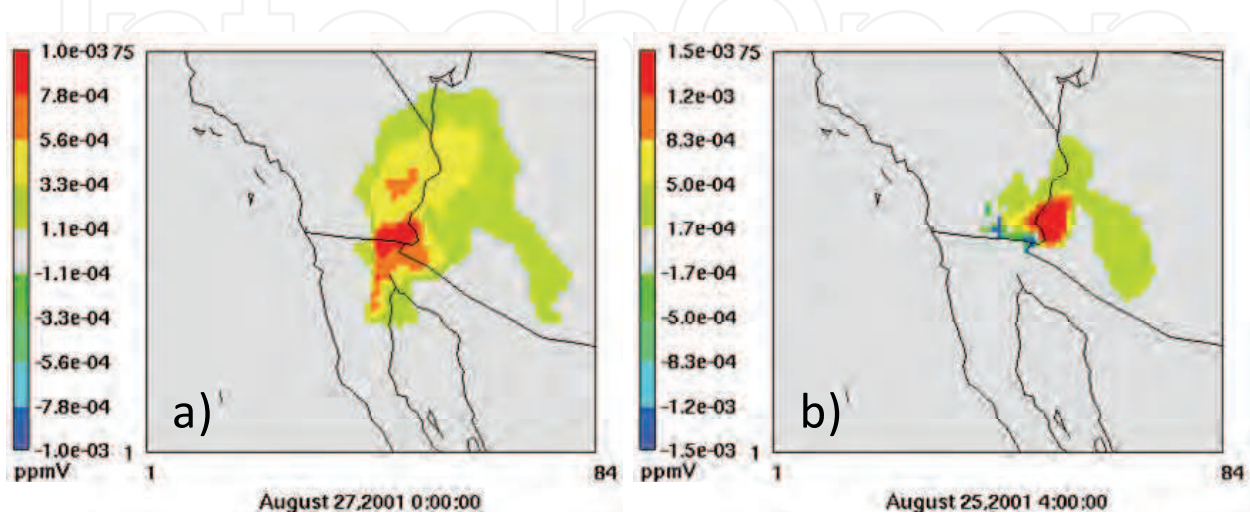 1.0e-03 75
7.8e-04
5.6e-04
3.3e-04
1.1e-04
-1.1e-04
-3.3e-04
-5.6e-04
-7.8e-04
-1.0e-03 1
ppmV
1 84
a)
August 27,2001 0:00:00
1.5e-03 75
1.2e-03
8.3e-04
5.0e-04
1.7e-04
-1.7e-04
-5.0e-04
-8.3e-04
-1.2e-03
-1.5e-03 1
ppmV
1 84
b)
August 25,2001 4:00:00